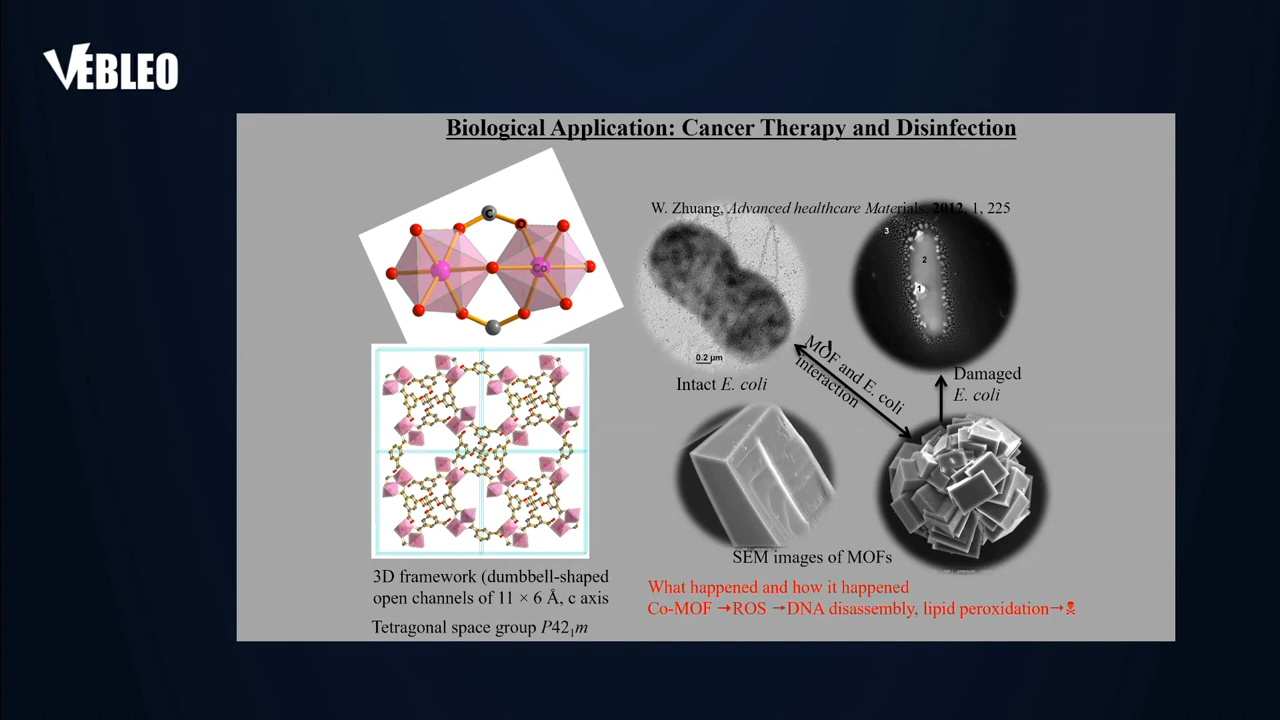 VEBLEO
Biological Application: Cancer Therapy and Disinfection
W. Zhuang, Advanced healthcare Materials, 2012, 1, 225
C
Co
3
2
1
0.2 μm
Intact E. coli
MOF and E. coli
interaction
Damaged
E. coli
SEM images of MOFs
3D framework (dumbbell-shaped
open channels of 11 × 6 Å, c axis
Tetragonal space group P42₁m
What happened and how it happened
Co-MOF →ROS →DNA disassembly, lipid peroxidation→☠